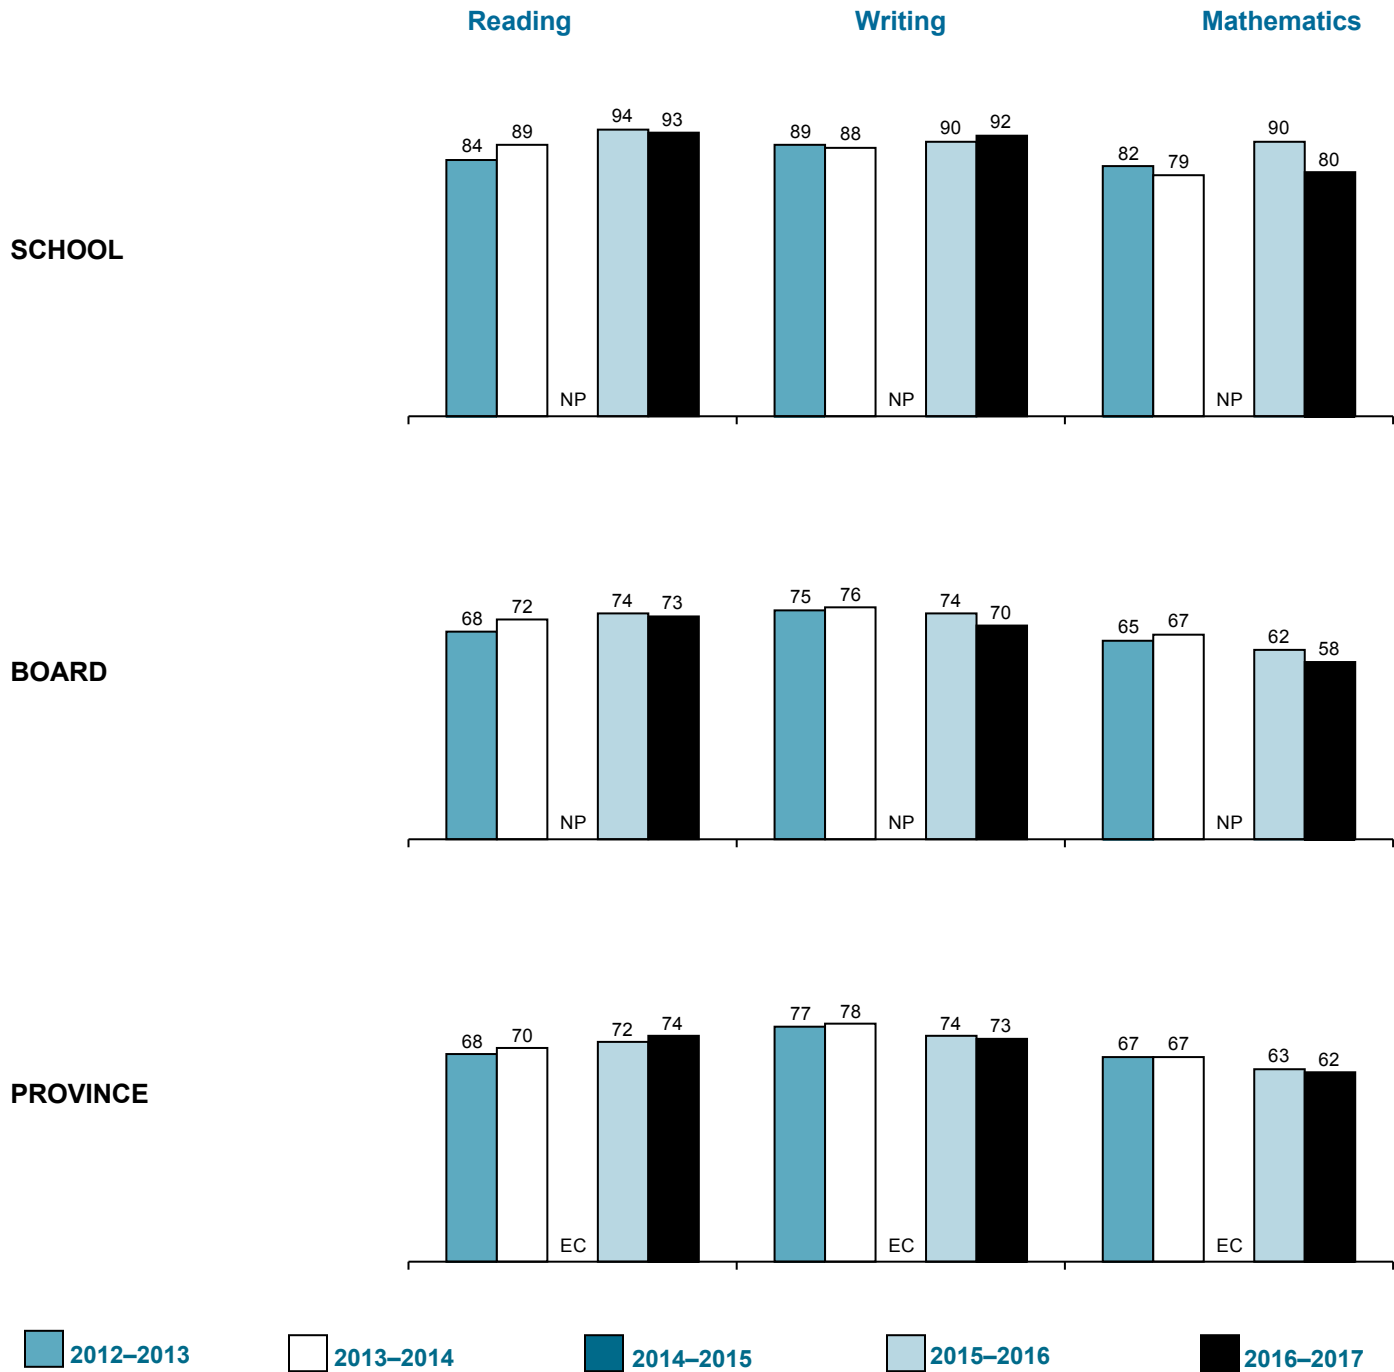 Reading Writing Mathematics
SCHOOL
84 89 NP 94 93 89 88 NP 90 92 82 79 NP 90 80
BOARD
68 72 NP 74 73 75 76 NP 74 70 65 67 NP 62 58
PROVINCE
68 70 EC 72 74 77 78 EC 74 73 67 67 EC 63 62
2012–2013 2013–2014 2014–2015 2015–2016 2016–2017